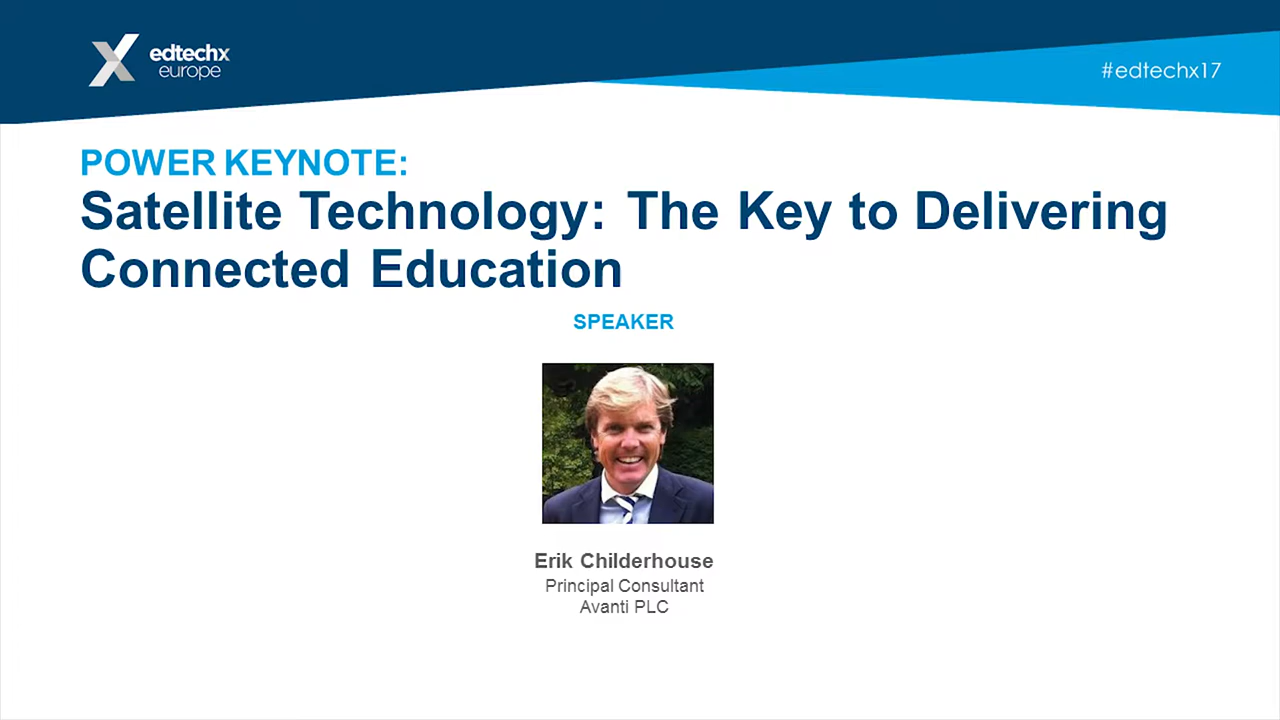 edtechx
europe
#edtechx17
POWER KEYNOTE:
Satellite Technology: The Key to Delivering
Connected Education
SPEAKER
Erik Childerhouse
Principal Consultant
Avanti PLC